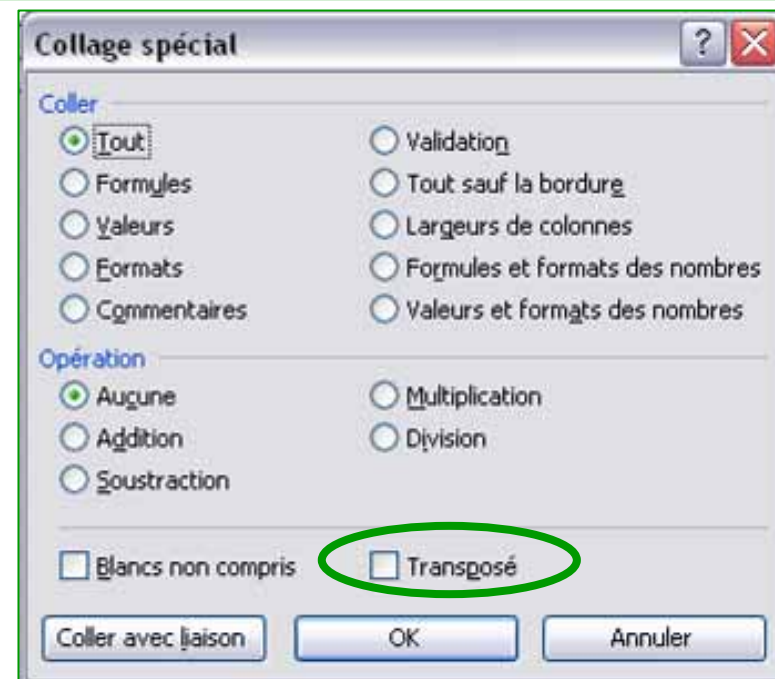 Collage spécial
Coller
Tout
Validation
Formules
Tout sauf la bordure
Valeurs
Largeurs de colonnes
Formats
Formules et formats des nombres
Commentaires
Valeurs et formats des nombres
Opération
Aucune
Multiplication
Addition
Division
Soustraction
Blancs non compris
Transposé
Coller avec liaison
OK
Annuler